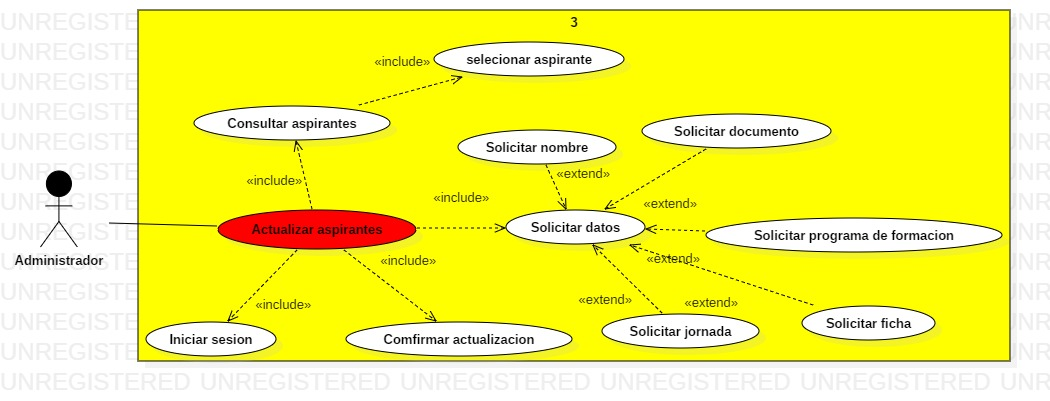 3
«include»
selecionar aspirante
Consultar aspirantes
Solicitar documento
Solicitar nombre
«extend»
«include»
«include»
«extend»
Actualizar aspirantes
Solicitar datos
Solicitar programa de formacion
Administrador
«include»
«extend»
«include»
«extend»
«extend»
Iniciar sesion
Comfirmar actualizacion
Solicitar jornada
Solicitar ficha
UNREGISTERED UNREGISTERED UNREGISTERED UNREGISTERED UNREGISTERED UNR